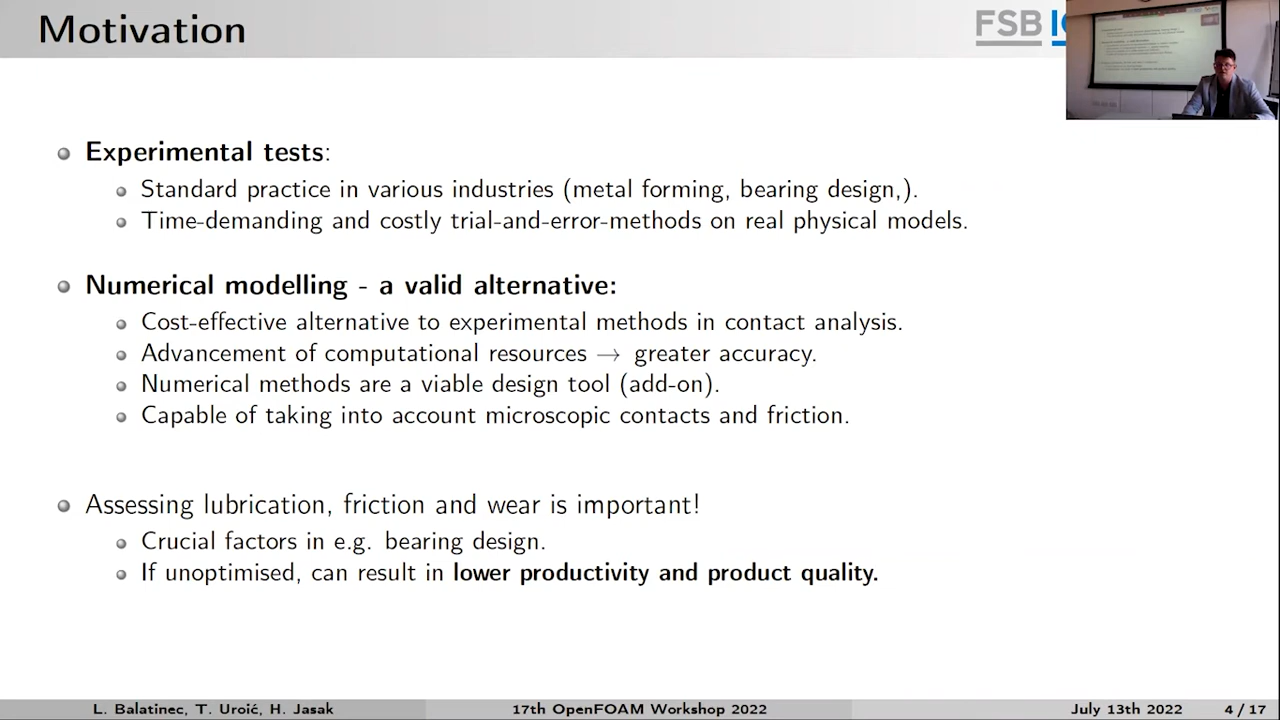 Motivation
FSB
Experimental tests:
Standard practice in various industries (metal forming, bearing design,).
Time-demanding and costly trial-and-error-methods on real physical models.
Numerical modelling - a valid alternative:
Cost-effective alternative to experimental methods in contact analysis.
Advancement of computational resources → greater accuracy.
Numerical methods are a viable design tool (add-on).
Capable of taking into account microscopic contacts and friction.
Assessing lubrication, friction and wear is important!
Crucial factors in e.g. bearing design.
If unoptimised, can result in lower productivity and product quality.
L. Balatinec, T. Uroić, H. Jasak 17th OpenFOAM Workshop 2022 July 13th 2022 4 / 17